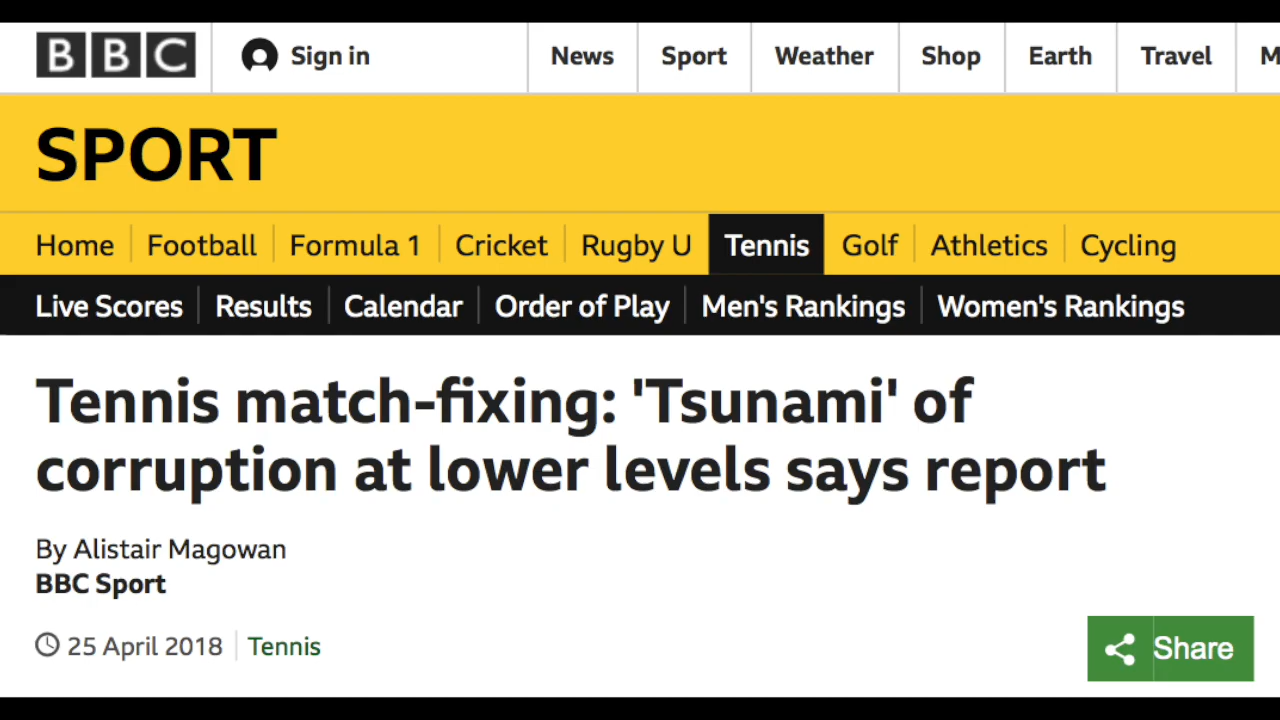 BBC Sign in News Sport Weather Shop Earth Travel M
SPORT
Home Football Formula 1 Cricket Rugby U Tennis Golf Athletics Cycling
Live Scores Results Calendar Order of Play Men's Rankings Women's Rankings
Tennis match-fixing: 'Tsunami' of
corruption at lower levels says report
By Alistair Magowan
BBC Sport
25 April 2018 Tennis
Share